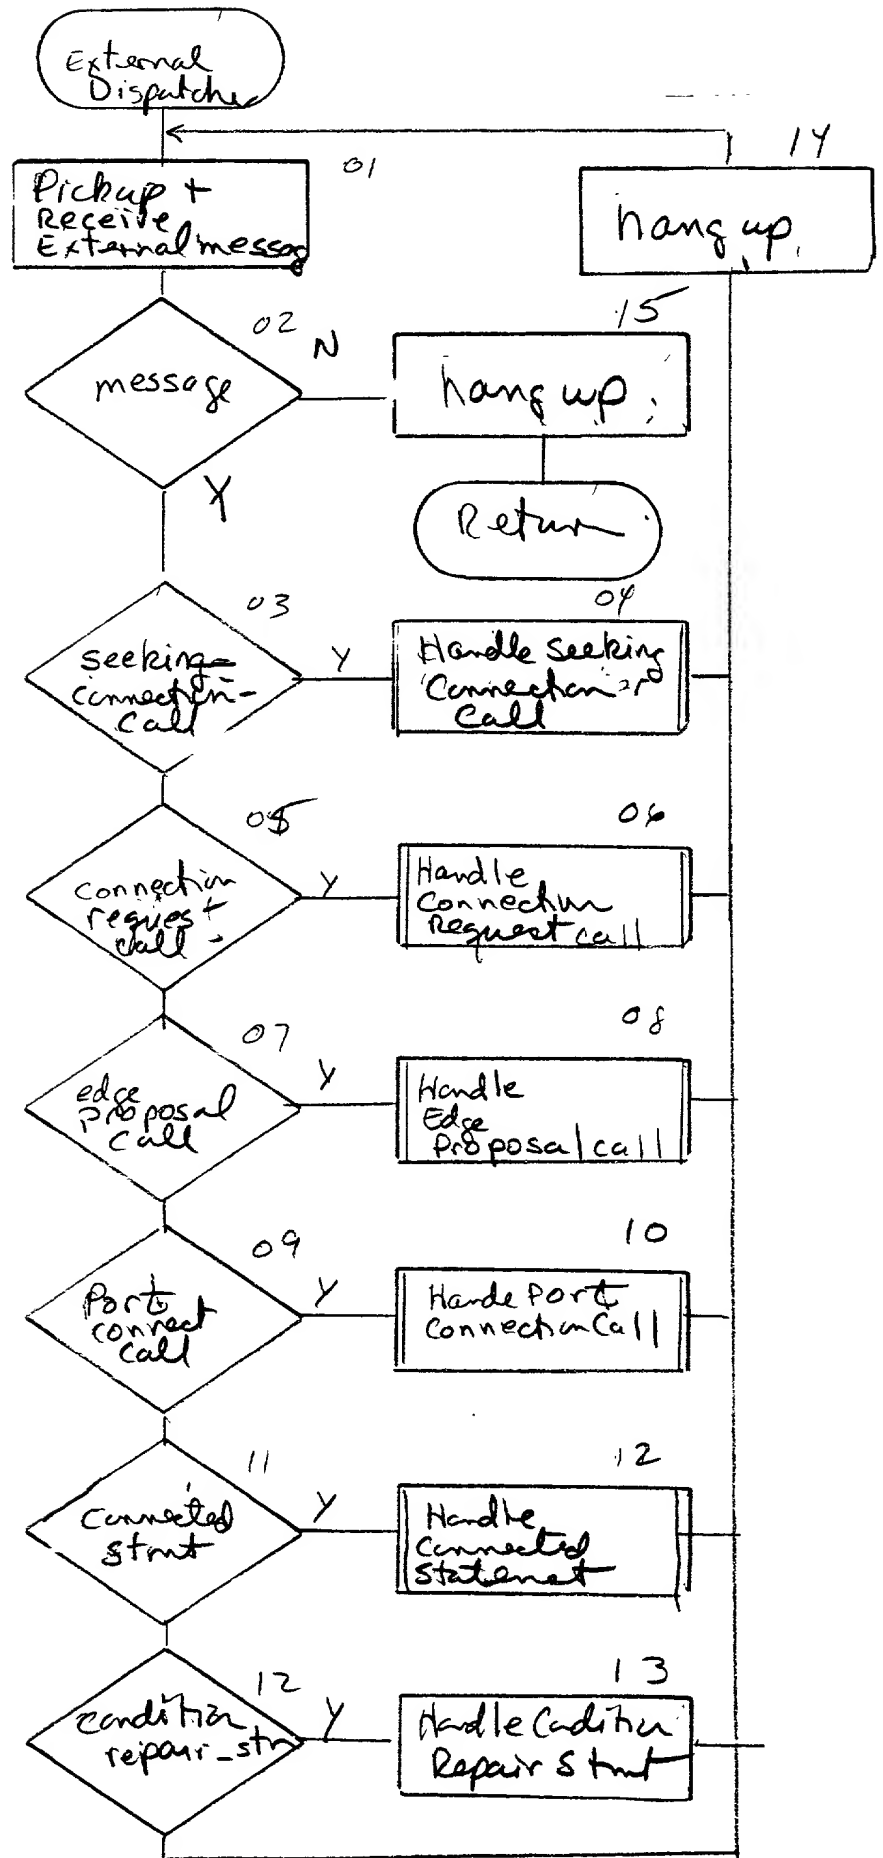 External
Dispatcher
14
01
Pickup +
Receive
External message
hang up.
02
N
15
message
hang up.
Y
Return
03
04
seeking-
connection-
call
Y
Handle Seeking
Connection
Call
05
06
connection
request
call
Y
Handle
Connection
Request call
07
08
edge
proposal
call
Y
Handle
Edge
Proposal call
09
10
Port
connect
call
Y
Hande Port
Connection Call
11
12
connected
stmt
Y
Handle
Connected
12
13
condition
repair_stm
Y
Handle Condition
Repair Stmt